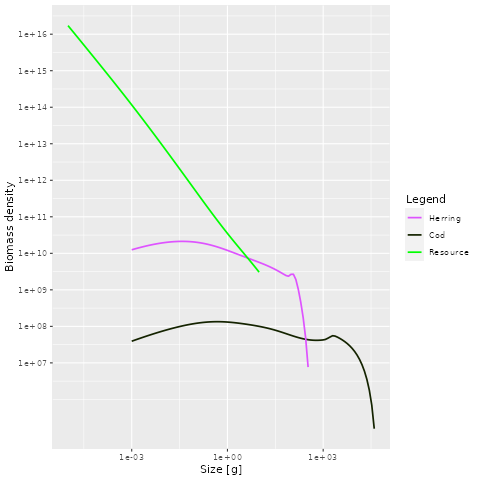 1e+16
1e+15
1e+14
1e+13
1e+12
1e+11
1e+10
1e+09
1e+08
1e+07
Biomass density
1e-03 1e+00 1e+03
Size [g]
Legend
Herring
Cod
Resource